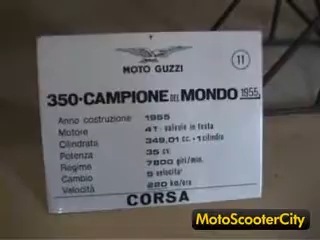 MOTO GUZZI
11
350·CAMPIONE DEL MONDO 1955
Anno costruzione 1955
Motore 4T· valvole in testa
Cilindrata 349,01 cc.-1 cilindro
Potenza 35 cv.
Regime 7800 giri/min.
Cambio 5 velocità
Velocità 220 km/ora
CORSA
MotoScooterCity